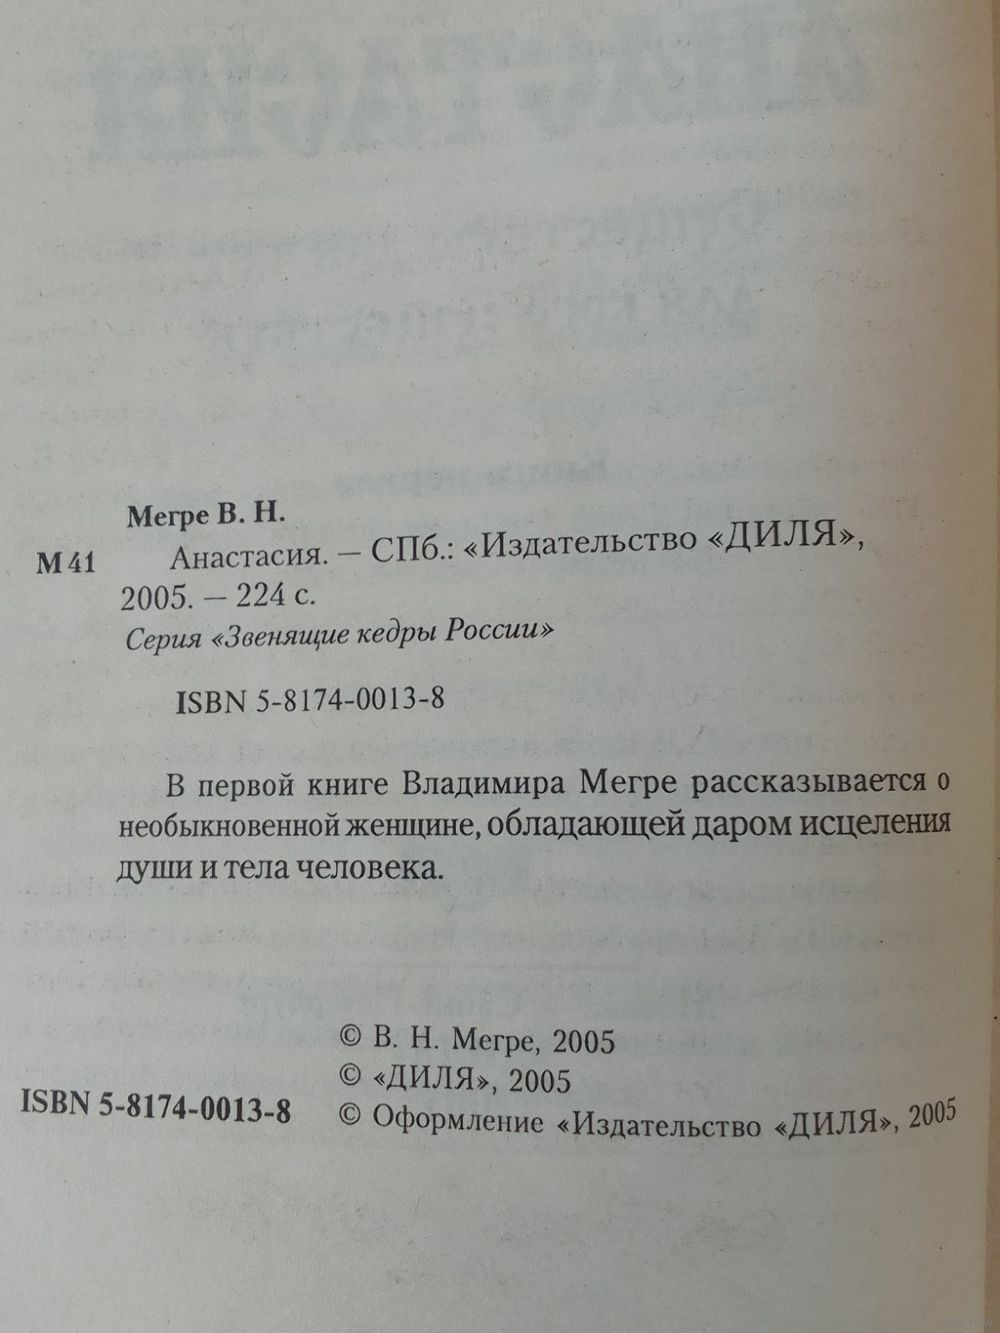 Мегре В. Н.
М 41 Анастасия. — СПб.: «Издательство «ДИЛЯ»,
2005. — 224 с.
Серия «Звенящие кедры России»
ISBN 5-8174-0013-8
В первой книге Владимира Мегре рассказывается о
необыкновенной женщине, обладающей даром исцеления
души и тела человека.
© В. Н. Мегре, 2005
© «ДИЛЯ», 2005
ISBN 5-8174-0013-8 © Оформление «Издательство «ДИЛЯ», 2005